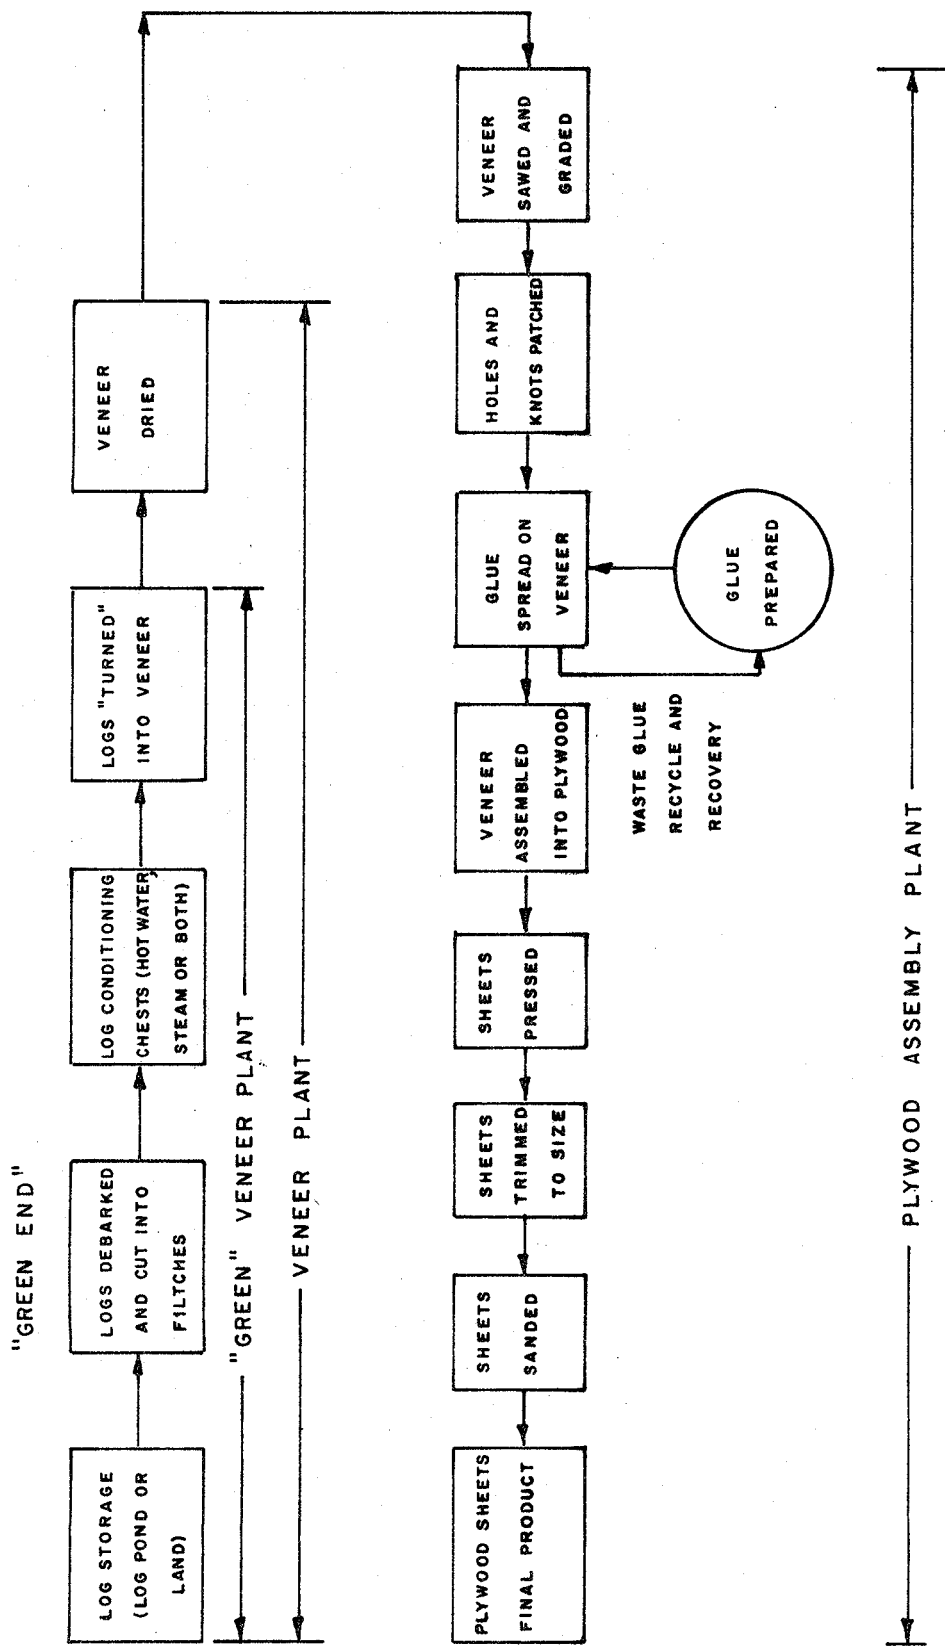 "GREEN END"
LOG STORAGE
(LOG POND OR
LAND)
LOGS DEBARKED
AND CUT INTO
FILTCHES
LOG CONDITIONING
CHESTS (HOT WATER,
STEAM OR BOTH)
LOGS "TURNED"
INTO VENEER
VENEER
DRIED
"GREEN" VENEER PLANT
VENEER PLANT
VENEER
SAWED AND
GRADED
HOLES AND
KNOTS PATCHED
GLUE
SPREAD ON
VENEER
GLUE
PREPARED
WASTE GLUE
RECYCLE AND
RECOVERY
VENEER
ASSEMBLED
INTO PLYWOOD
SHEETS
PRESSED
SHEETS
TRIMMED
TO SIZE
SHEETS
SANDED
PLYWOOD SHEETS
FINAL PRODUCT
PLYWOOD ASSEMBLY PLANT